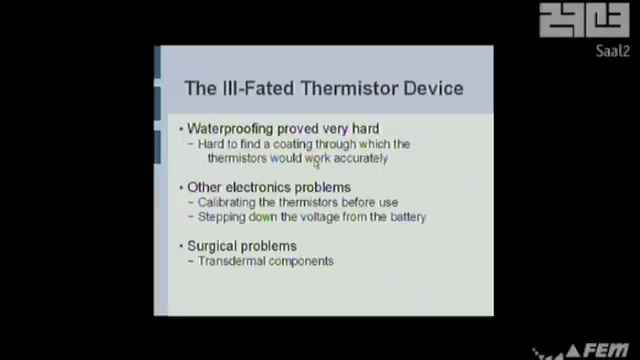 23C3
Saal2
The Ill-Fated Thermistor Device
• Waterproofing proved very hard
– Hard to find a coating through which the
thermistors would work accurately
• Other electronics problems
– Calibrating the thermistors before use
– Stepping down the voltage from the battery
• Surgical problems
– Transdermal components
FEM